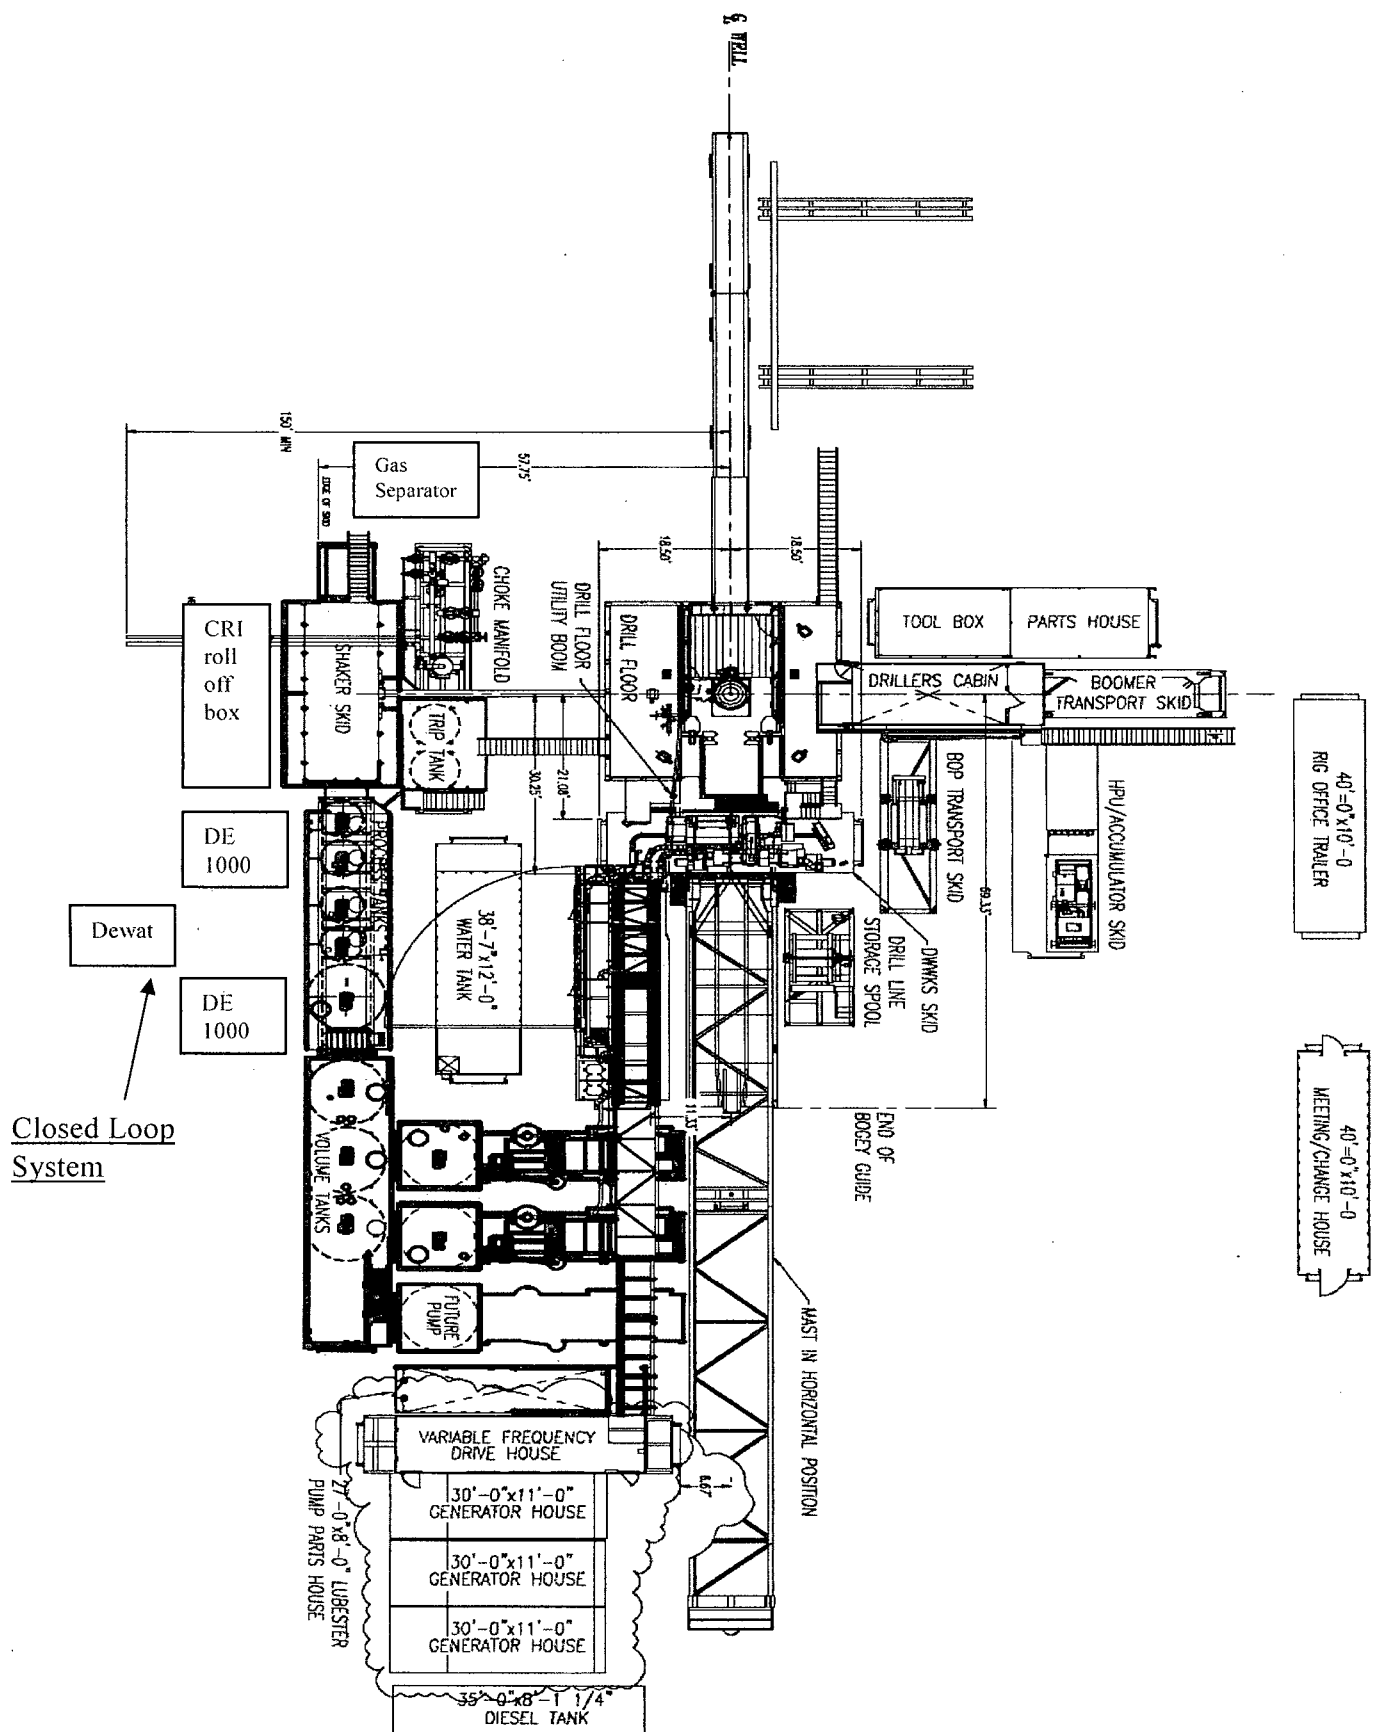 ℄ WELL
150' MIN
57.75'
Gas
Separator
EDGE OF SKID
18.50'
18.50'
CHOKE MANIFOLD
DRILL FLOOR
UTILITY BOOM
DRILL FLOOR
TOOL BOX
PARTS HOUSE
CRI
roll
off
box
SHAKER SKID
DRILLERS CABIN
BOOMER
TRANSPORT SKID
TRIP TANK
30.25'
21.08'
BOP TRANSPORT SKID
HPU/ACCUMULATOR SKID
40'=0"x10'-0
RIG OFFICE TRAILER
DE
1000
PROCESS TANKS
38'-7"x12'-0"
WATER TANK
69.33'
Dewat
DWWKS SKID
DRILL LINE
STORAGE SPOOL
DE
1000
Closed Loop
System
VOLUME TANKS
11.33'
END OF
BOGEY GUIDE
40'=0"x10'-0
MEETING/CHANGE HOUSE
FUTURE
PUMP
MAST IN HORIZONTAL POSITION
VARIABLE FREQUENCY
DRIVE HOUSE
8.67'
27'-0"x8'-0" LUBESTER
PUMP PARTS HOUSE
30'-0"x11'-0"
GENERATOR HOUSE
30'-0"x11'-0"
GENERATOR HOUSE
30'-0"x11'-0"
GENERATOR HOUSE
35'-0"x8'-1 1/4"
DIESEL TANK